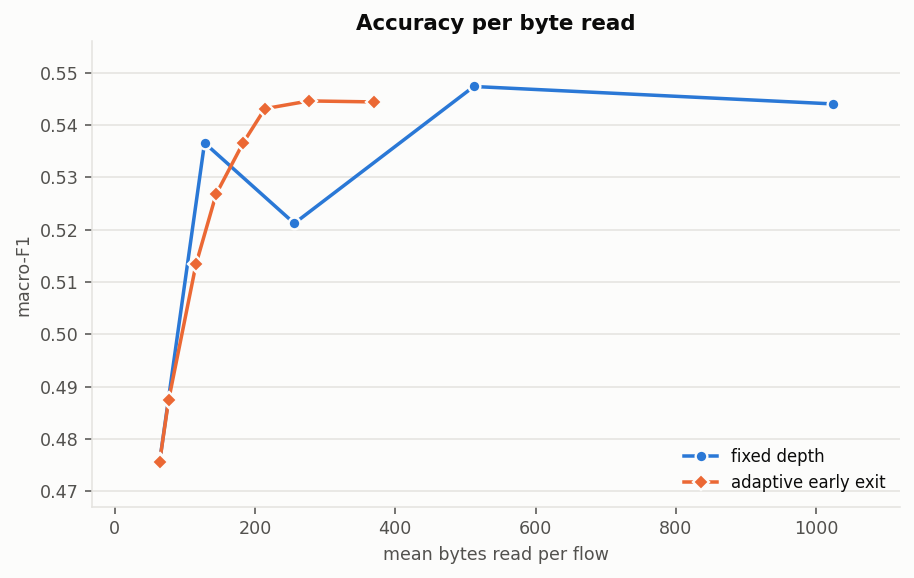 Accuracy per byte read
0.55
0.54
0.53
0.52
0.51
0.50
0.49
0.48
0.47
macro-F1
fixed depth
adaptive early exit
0 200 400 600 800 1000
mean bytes read per flow